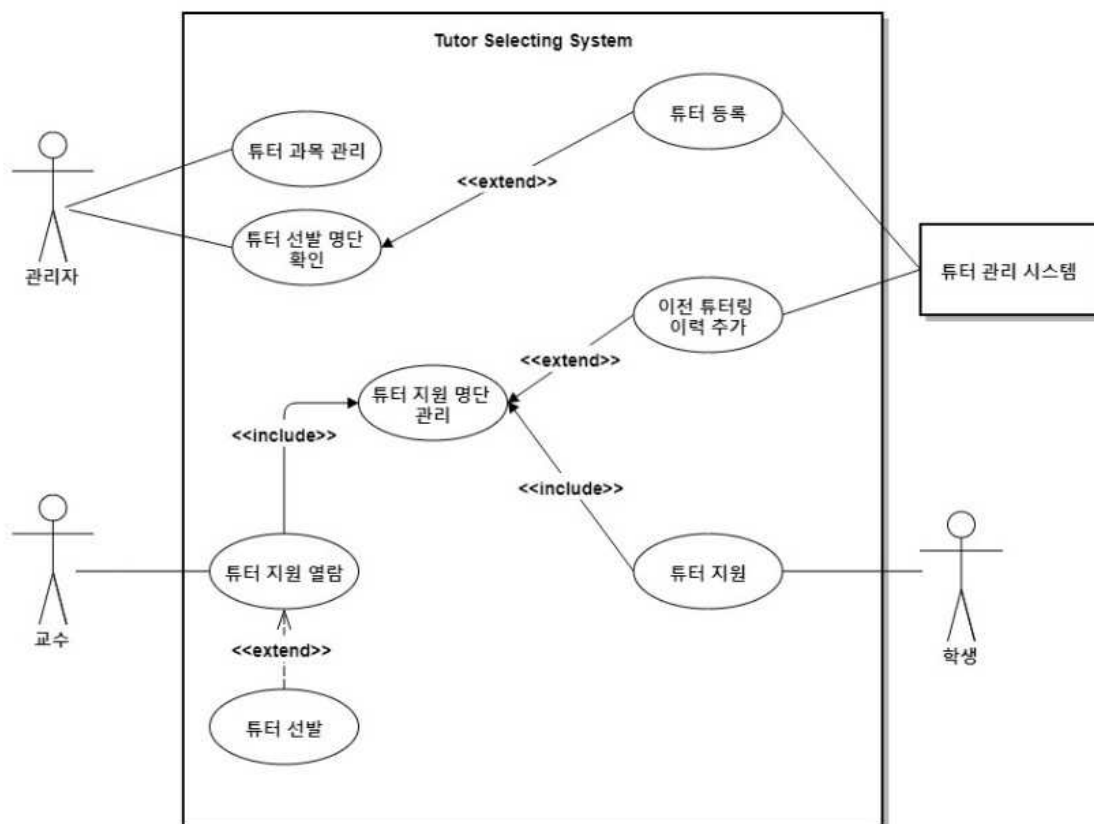 Tutor Selecting System
튜터 등록
튜터 과목 관리
<<extend>>
튜터 선발 명단
확인
관리자
튜터 관리 시스템
이전 튜터링
이력 추가
<<extend>>
튜터 지원 명단
관리
<<include>>
<<include>>
튜터 지원 열람
튜터 지원
교수
<<extend>>
학생
튜터 선발